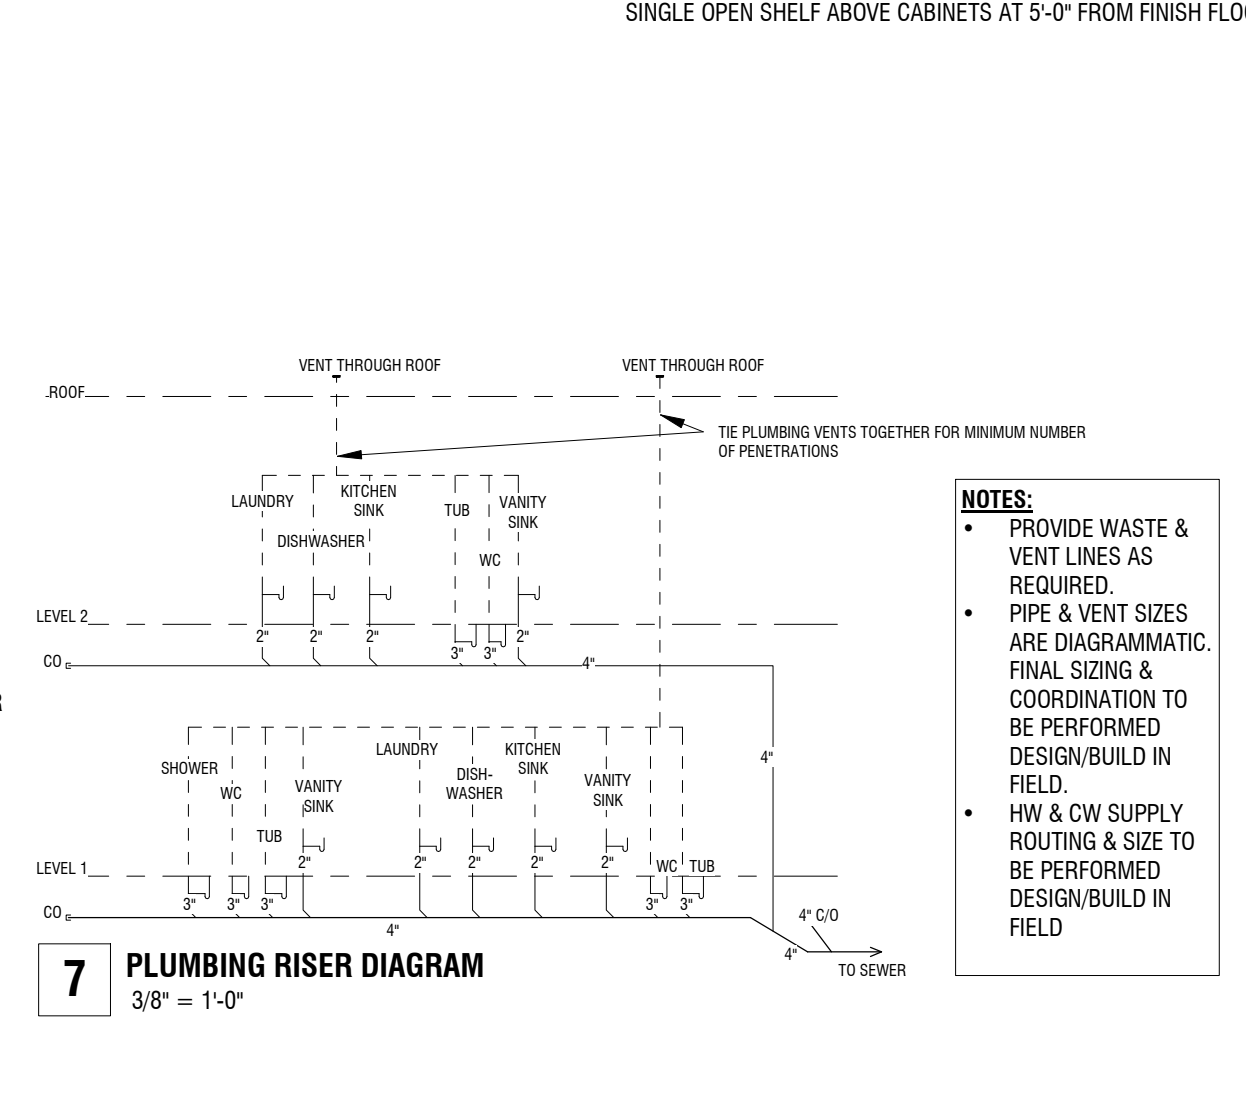 SINGLE OPEN SHELF ABOVE CABINETS AT 5'-0" FROM FINISH
VENT THROUGH ROOF
VENT THROUGH ROOF
ROOF
TIE PLUMBING VENTS TOGETHER FOR MINIMUM NUMBER
OF PENETRATIONS
LAUNDRY
DISHWASHER
KITCHEN
SINK
TUB
WC
VANITY
SINK
LEVEL 2
2"
2"
2"
3"
3"
2"
CO
4"
4"
SHOWER
WC
TUB
VANITY
SINK
LAUNDRY
DISH-
WASHER
KITCHEN
SINK
VANITY
SINK
WC
TUB
2"
2"
2"
2"
2"
LEVEL 1
3"
3"
3"
3"
3"
CO
4"
4" C/O
4"
TO SEWER
7
PLUMBING RISER DIAGRAM
3/8" = 1'-0"
NOTES:
• PROVIDE WASTE &
VENT LINES AS
REQUIRED.
• PIPE & VENT SIZES
ARE DIAGRAMMATIC.
FINAL SIZING &
COORDINATION TO
BE PERFORMED
DESIGN/BUILD IN
FIELD.
• HW & CW SUPPLY
ROUTING & SIZE TO
BE PERFORMED
DESIGN/BUILD IN
FIELD